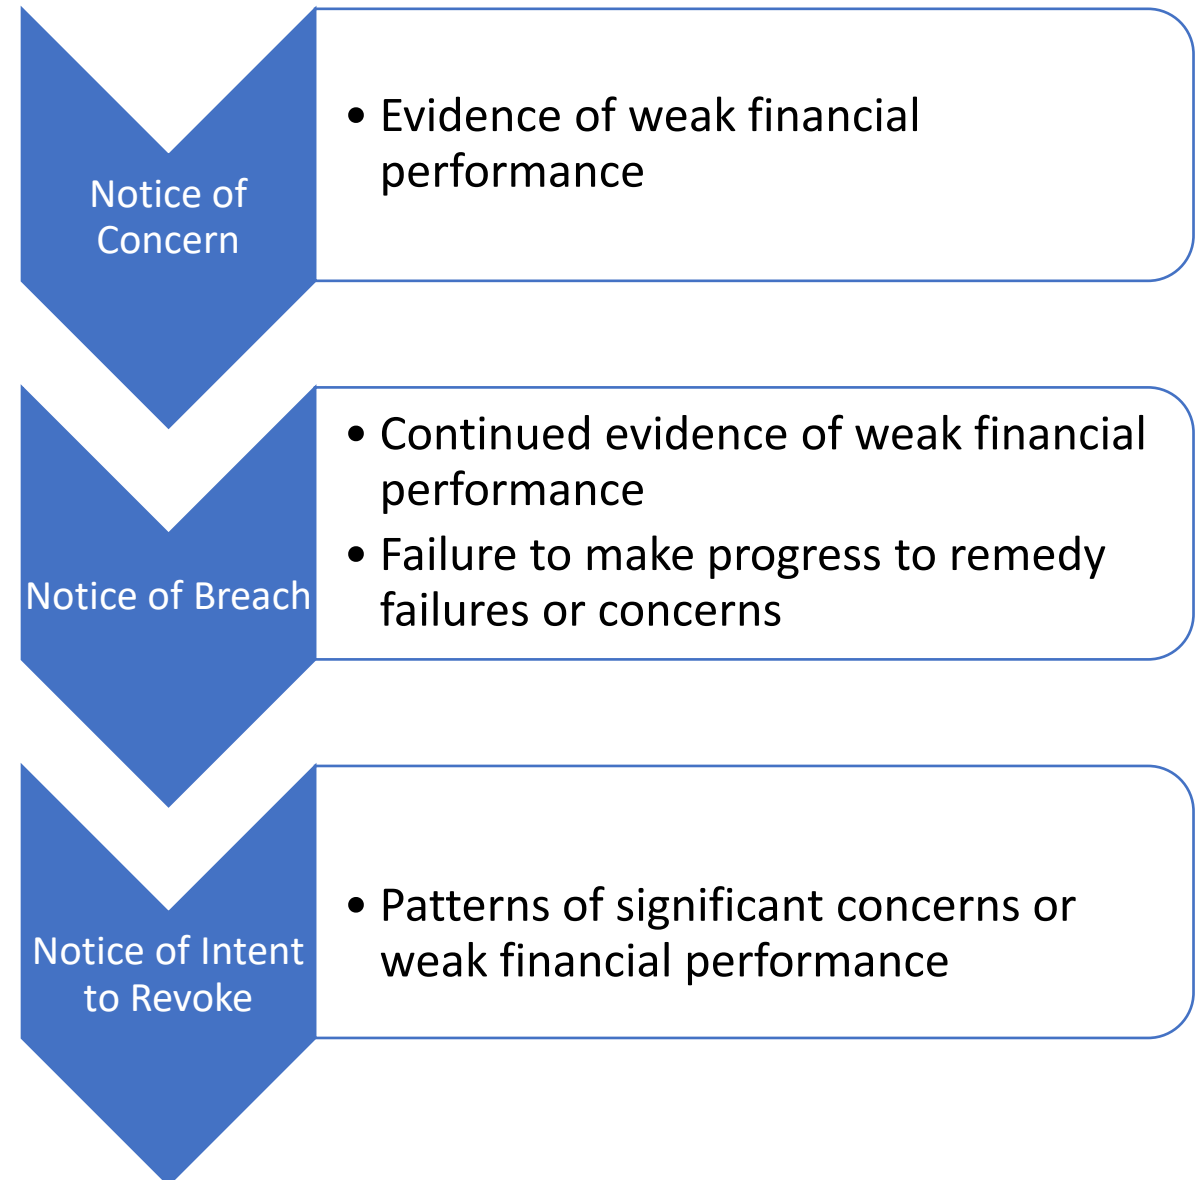 Notice of
Concern
• Evidence of weak financial
performance
Notice of Breach
• Continued evidence of weak financial
performance
• Failure to make progress to remedy
failures or concerns
Notice of Intent
to Revoke
• Patterns of significant concerns or
weak financial performance